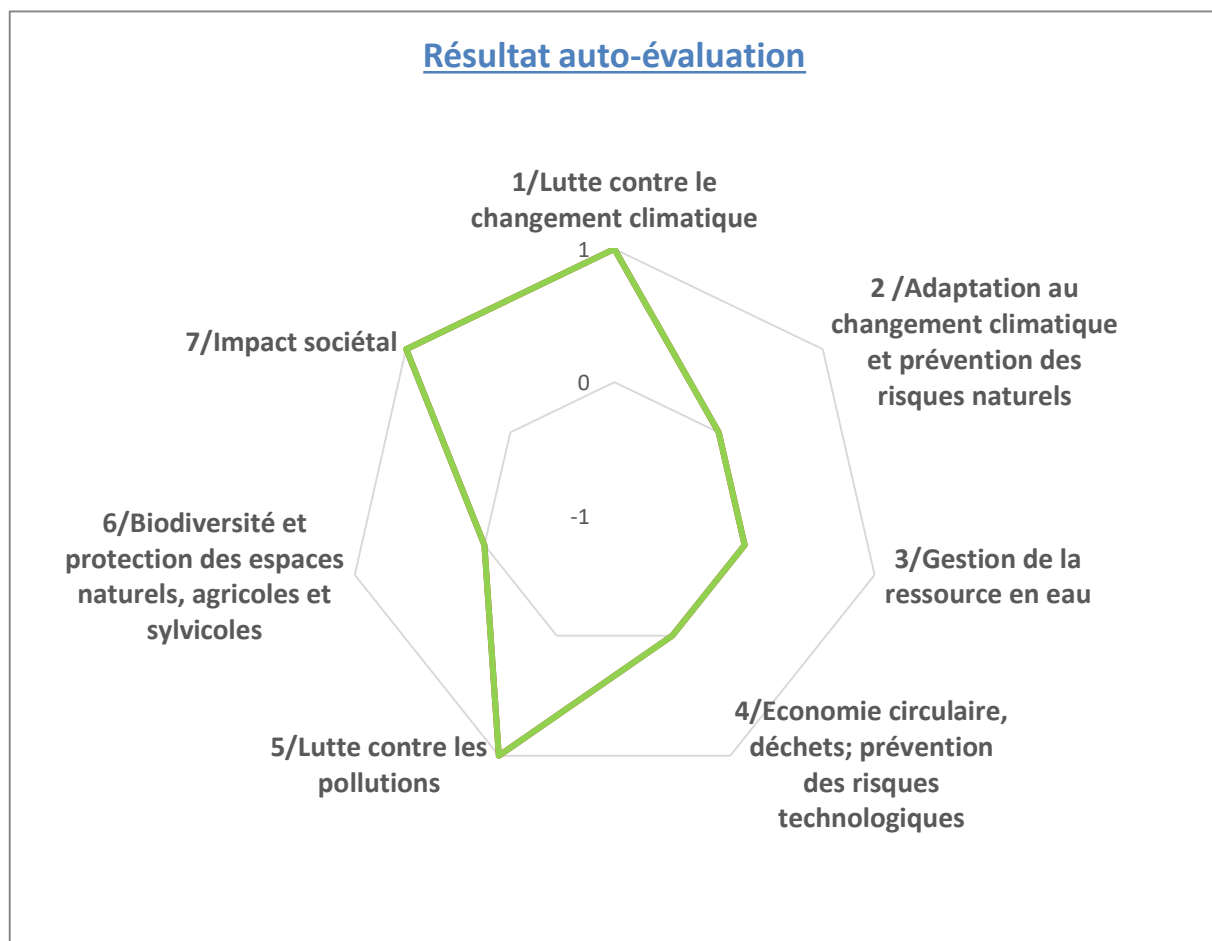 Résultat auto-évaluation
1/Lutte contre le
changement climatique
1
0
-1
2 /Adaptation au
changement climatique
et prévention des
risques naturels
3/Gestion de la
ressource en eau
4/Economie circulaire,
déchets; prévention
des risques
technologiques
5/Lutte contre les
pollutions
6/Biodiversité et
protection des espaces
naturels, agricoles et
sylvicoles
7/Impact sociétal